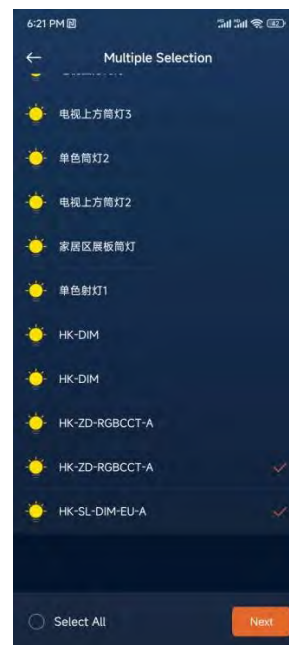 6:21 PM
42
Multiple Selection
电视上方筒灯3
单色筒灯2
电视上方筒灯2
家居区展板筒灯
单色射灯1
HK-DIM
HK-DIM
HK-ZD-RGBCCT-A
HK-ZD-RGBCCT-A
HK-SL-DIM-EU-A
Select All
Next